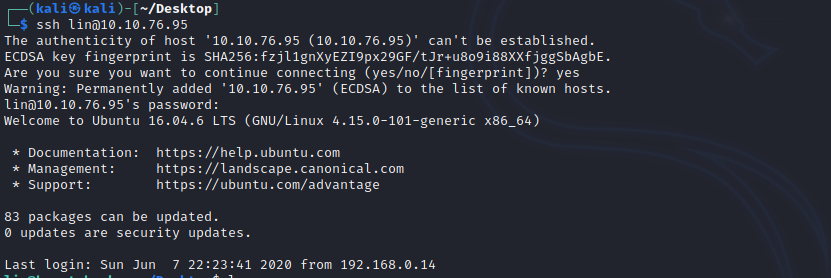 ┌──(kali㉿kali)-[~/Desktop]
└─$ ssh lin@10.10.76.95
The authenticity of host '10.10.76.95 (10.10.76.95)' can't be established.
ECDSA key fingerprint is SHA256:fzjl1gnXyEZI9px29GF/tJr+u8o9i88XXfjggSbAgbE.
Are you sure you want to continue connecting (yes/no/[fingerprint])? yes
Warning: Permanently added '10.10.76.95' (ECDSA) to the list of known hosts.
lin@10.10.76.95's password:
Welcome to Ubuntu 16.04.6 LTS (GNU/Linux 4.15.0-101-generic x86_64)
* Documentation: https://help.ubuntu.com
* Management: https://landscape.canonical.com
* Support: https://ubuntu.com/advantage
83 packages can be updated.
0 updates are security updates.
Last login: Sun Jun 7 22:23:41 2020 from 192.168.0.14